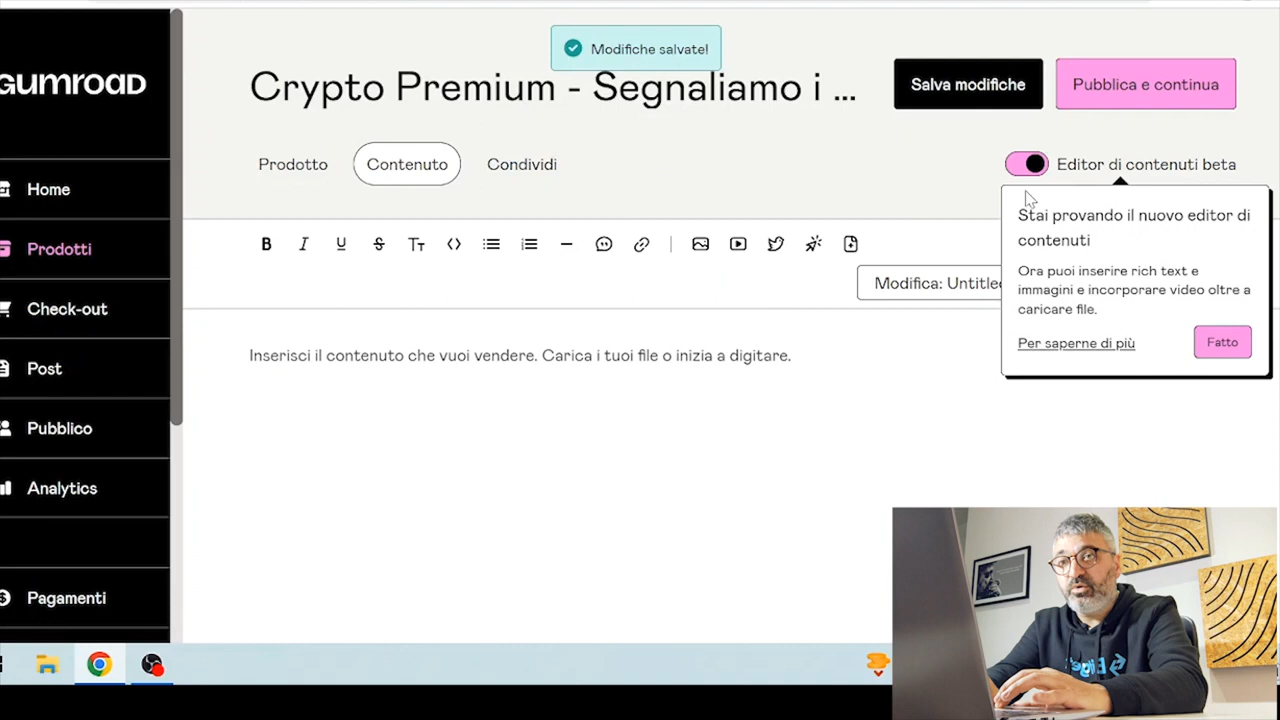 Modifiche salvate!
GUMROAD
Crypto Premium - Segnaliamo i ...
Salva modifiche
Pubblica e continua
Prodotto
Contenuto
Condividi
Editor di contenuti beta
Home
Prodotti
Check-out
Post
Pubblico
Analytics
Pagamenti
B I U S TT
Modifica:
Stai provando il nuovo editor di
contenuti
Ora puoi inserire rich text e
immagini e incorporare video oltre a
caricare file.
Per saperne di più
Fatto
Inserisci il contenuto che vuoi vendere. Carica i tuoi file o inizia a digitare.